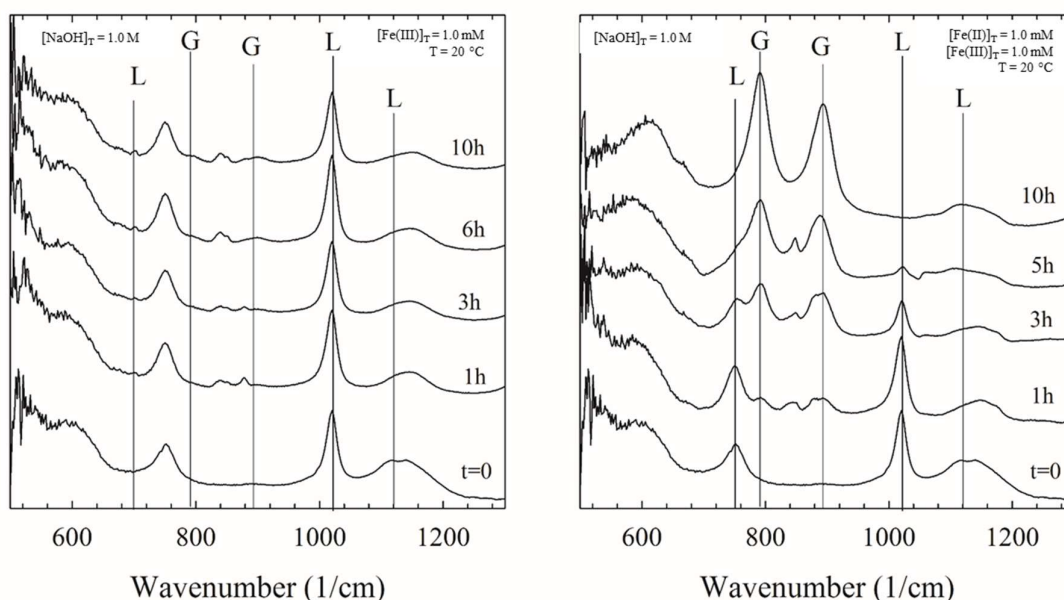 [NaOH]T = 1.0 M
G
G
L
[Fe(III)]T = 1.0 mM
T = 20 °C
L
L
10h
6h
3h
1h
t=0
600
800
1000
1200
Wavenumber (1/cm)
[NaOH]T = 1.0 M
G
G
L
[Fe(II)]T = 1.0 mM
[Fe(III)]T = 1.0 mM
T = 20 °C
L
L
10h
5h
3h
1h
t=0
600
800
1000
1200
Wavenumber (1/cm)